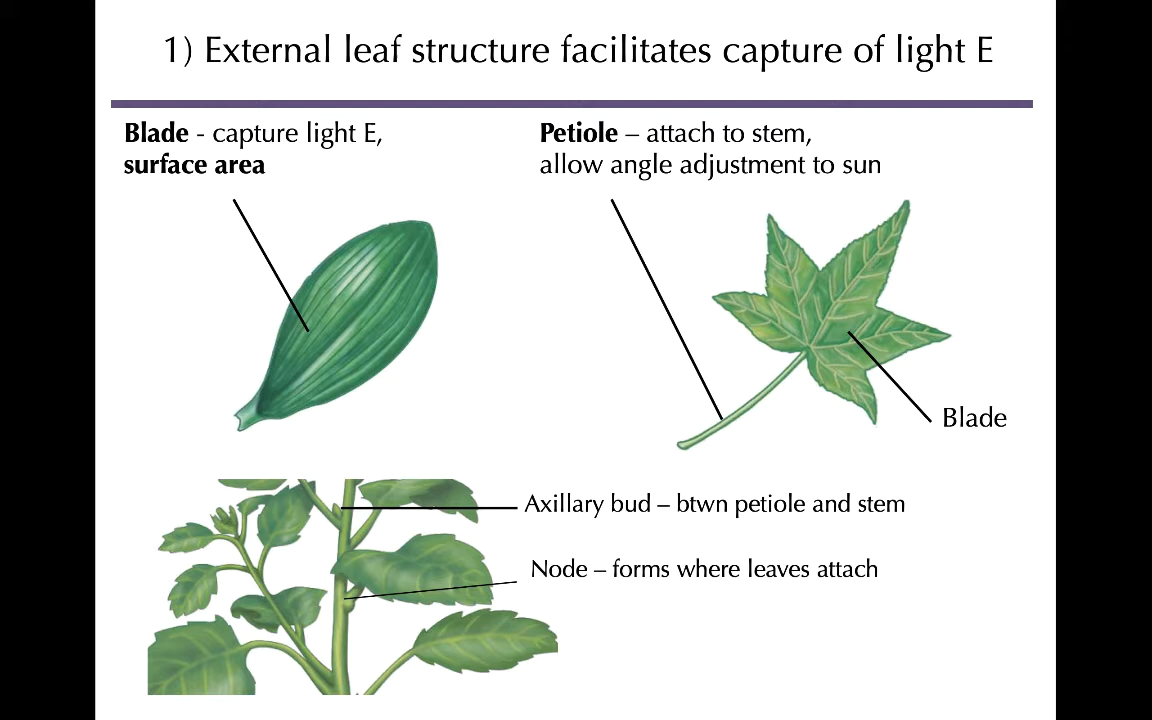 1) External leaf structure facilitates capture of light E
Blade - capture light E,
surface area
Petiole – attach to stem,
allow angle adjustment to sun
Blade
Axillary bud – btwn petiole and stem
Node – forms where leaves attach